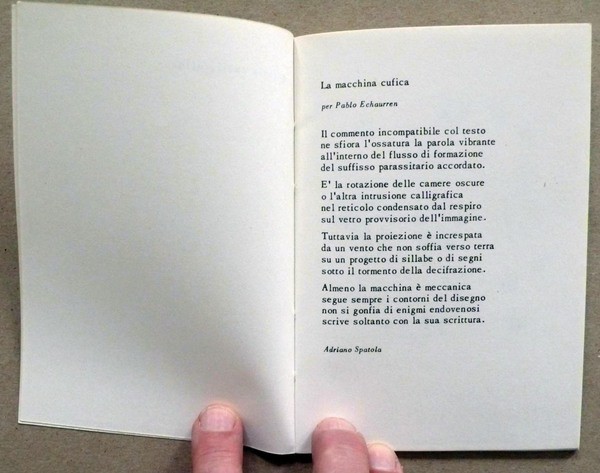 La macchina cufica
per Pablo Echaurren
Il commento incompatibile col testo
ne sfiora l'ossatura la parola vibrante
all'interno del flusso di formazione
del suffisso parassitario accordato.
E' la rotazione delle camere oscure
o l'altra intrusione calligrafica
nel reticolo condensato dal respiro
sul vetro provvisorio dell'immagine.
Tuttavia la proiezione è increspata
da un vento che non soffia verso terra
su un progetto di sillabe o di segni
sotto il tormento della decifrazione.
Almeno la macchina è meccanica
segue sempre i contorni del disegno
non si gonfia di enigmi endovenosi
scrive soltanto con la sua scrittura.
Adriano Spatola